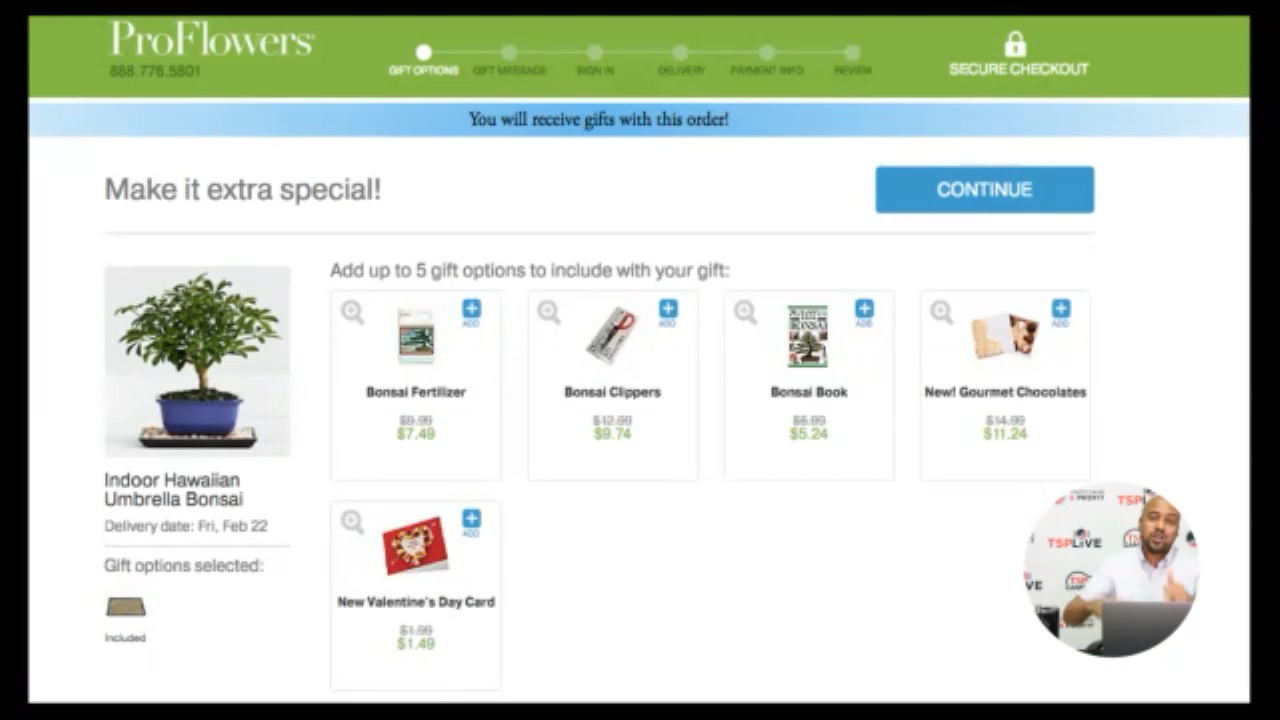 ProFlowers
888.776.5801
GIFT OPTIONS
GIFT MESSAGE
SIGN IN
DELIVERY
PAYMENT INFO
REVIEW
SECURE CHECKOUT
You will receive gifts with this order!
Make it extra special!
CONTINUE
Add up to 5 gift options to include with your gift:
ADD
ADD
BONSAI
ADD
ADD
Bonsai Fertilizer
Bonsai Clippers
Bonsai Book
New! Gourmet Chocolates
$9.99
$12.99
$6.99
$14.99
$7.49
$9.74
$5.24
$11.24
Indoor Hawaiian
Umbrella Bonsai
Delivery date: Fri, Feb 22
Gift options selected:
Included
ADD
New Valentine's Day Card
$1.99
$1.49
& PROFIT
TSPLIVE